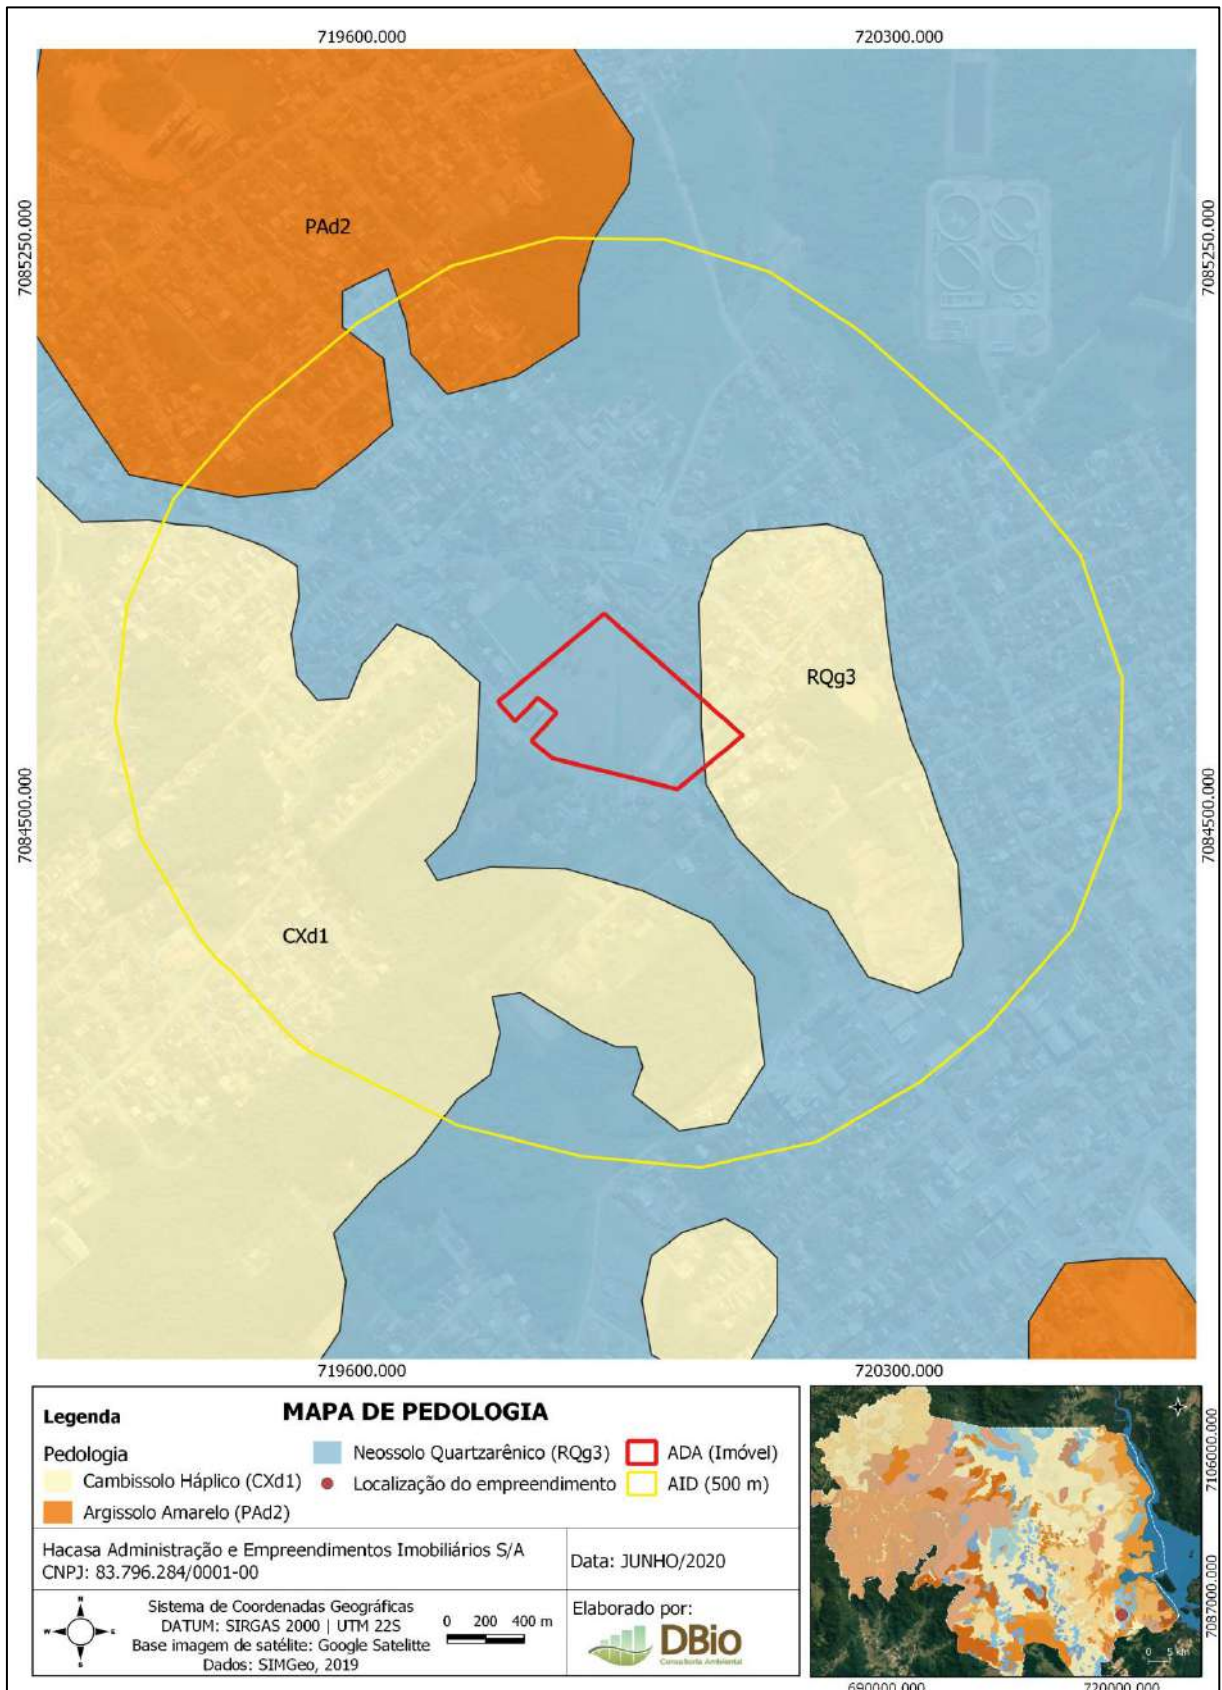 719600.000
720300.000
7085250.000
7085250.000
PAd2
RQg3
7084500.000
7084500.000
CXd1
719600.000
720300.000
Legenda
MAPA DE PEDOLOGIA
Pedologia
Neossolo Quartzarênico (RQg3)
ADA (Imóvel)
Cambissolo Háplico (CXd1)
Localização do empreendimento
AID (500 m)
Argissolo Amarelo (PAd2)
Hacasa Administração e Empreendimentos Imobiliários S/A
CNPJ: 83.796.284/0001-00
Data: JUNHO/2020
N
W
E
S
Sistema de Coordenadas Geográficas
DATUM: SIRGAS 2000 | UTM 22S
Base imagem de satélite: Google Satelitte
Dados: SIMGeo, 2019
0 200 400 m
Elaborado por:
DBio
Consultoria Ambiental
7106000.000
7087000.000
0 5 km
690000.000
720000.000